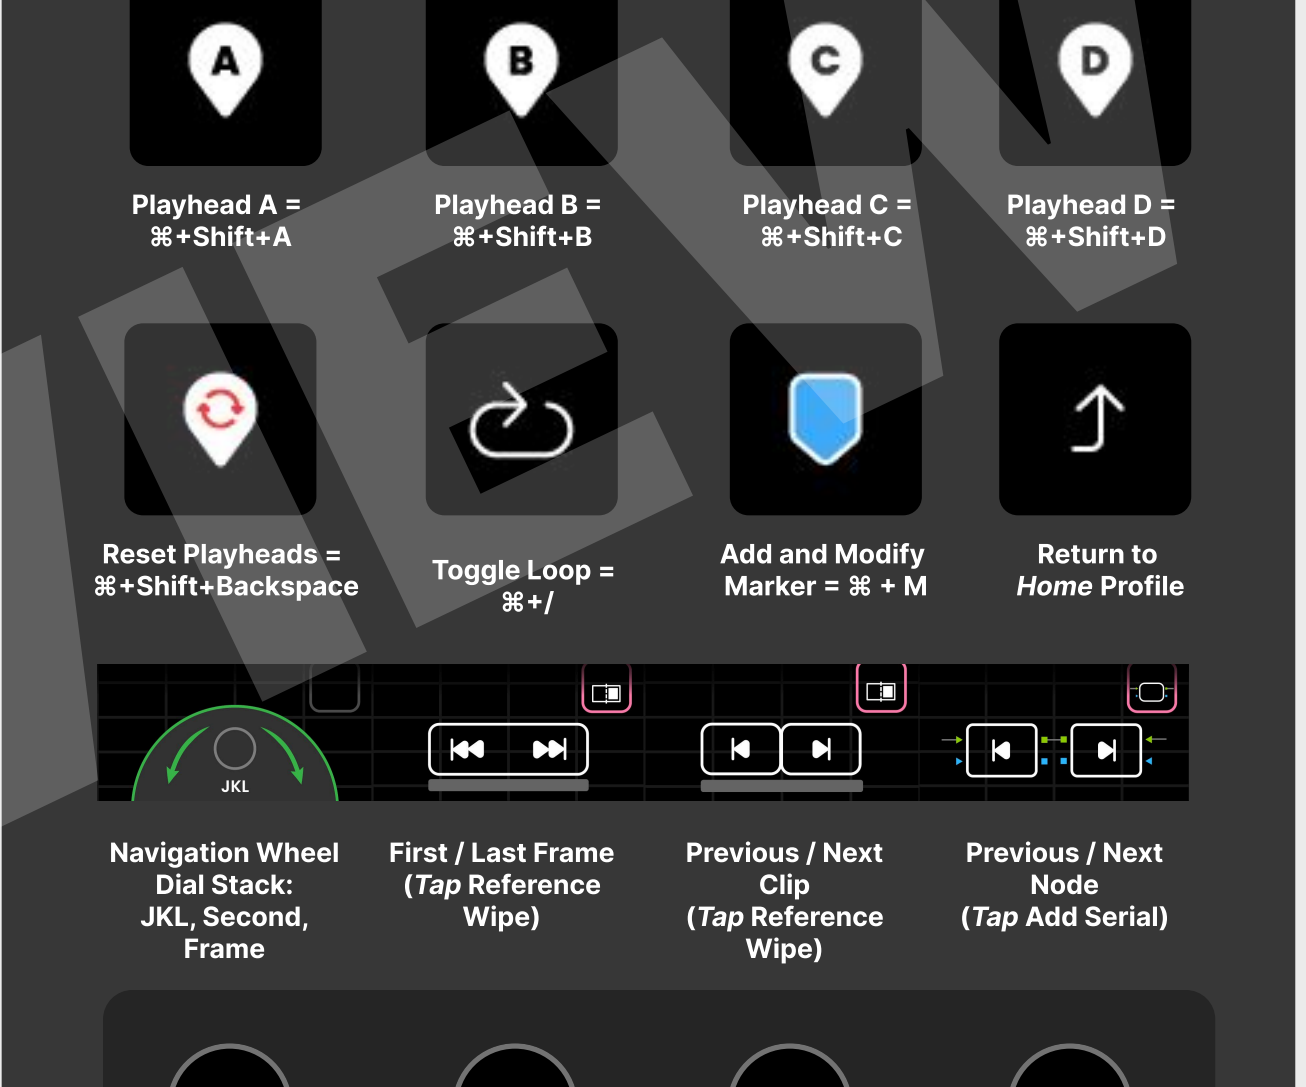 A
B
C
D
Playhead A =
⌘+Shift+A
Playhead B =
⌘+Shift+B
Playhead C =
⌘+Shift+C
Playhead D =
⌘+Shift+D
Reset Playheads =
⌘+Shift+Backspace
Toggle Loop =
⌘+/
Add and Modify
Marker = ⌘ + M
Return to
Home Profile
JKL
Navigation Wheel
Dial Stack:
JKL, Second,
Frame
First / Last Frame
(Tap Reference
Wipe)
Previous / Next
Clip
(Tap Reference
Wipe)
Previous / Next
Node
(Tap Add Serial)
VIEW